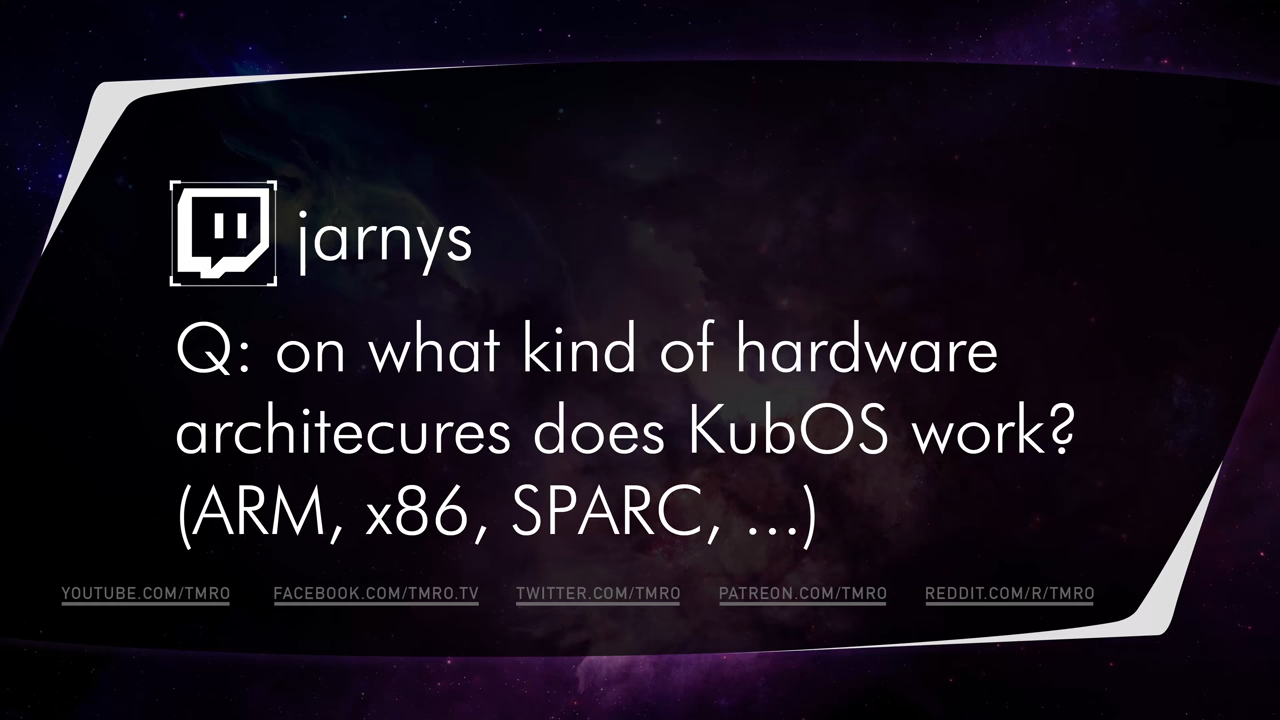 jarnys
Q: on what kind of hardware
architecures does KubOS work?
(ARM, x86, SPARC, ...)
YOUTUBE.COM/TMRO FACEBOOK.COM/TMRO.TV TWITTER.COM/TMRO PATREON.COM/TMRO REDDIT.COM/R/TMRO